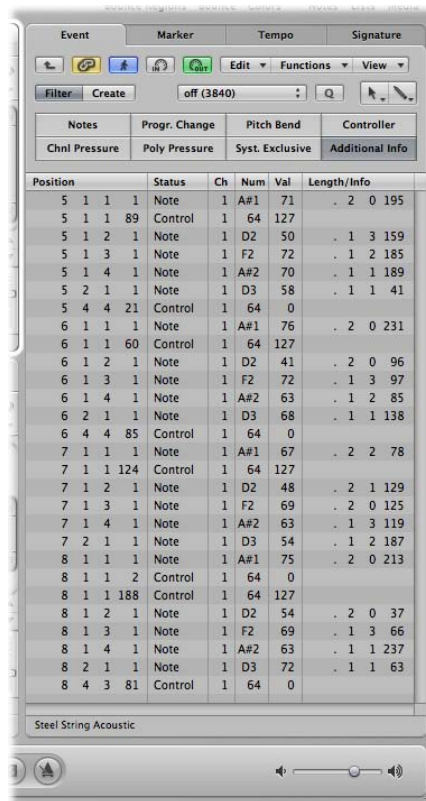 Event Marker Tempo Signature
IN OUT Edit Functions View
Filter Create off (3840) Q
Notes Progr. Change Pitch Bend Controller
Chnl Pressure Poly Pressure Syst. Exclusive Additional Info
Position Status Ch Num Val Length/Info
5 1 1 1 Note 1 A#1 71 . 2 0 195
5 1 1 89 Control 1 64 127
5 1 2 1 Note 1 D2 50 . 1 3 159
5 1 3 1 Note 1 F2 72 . 1 2 185
5 1 4 1 Note 1 A#2 70 . 1 1 189
5 2 1 1 Note 1 D3 58 . 1 1 41
5 4 4 21 Control 1 64 0
6 1 1 1 Note 1 A#1 76 . 2 0 231
6 1 1 60 Control 1 64 127
6 1 2 1 Note 1 D2 41 . 2 0 96
6 1 3 1 Note 1 F2 72 . 1 3 97
6 1 4 1 Note 1 A#2 63 . 1 2 85
6 2 1 1 Note 1 D3 68 . 1 1 138
6 4 4 85 Control 1 64 0
7 1 1 1 Note 1 A#1 67 . 2 2 78
7 1 1 124 Control 1 64 127
7 1 2 1 Note 1 D2 48 . 2 1 129
7 1 3 1 Note 1 F2 69 . 2 0 125
7 1 4 1 Note 1 A#2 63 . 1 3 119
7 2 1 1 Note 1 D3 54 . 1 2 187
8 1 1 1 Note 1 A#1 75 . 2 0 213
8 1 1 2 Control 1 64 0
8 1 1 188 Control 1 64 127
8 1 2 1 Note 1 D2 54 . 2 0 37
8 1 3 1 Note 1 F2 69 . 1 3 66
8 1 4 1 Note 1 A#2 63 . 1 1 237
8 2 1 1 Note 1 D3 72 . 1 1 63
8 4 3 81 Control 1 64 0
Steel String Acoustic